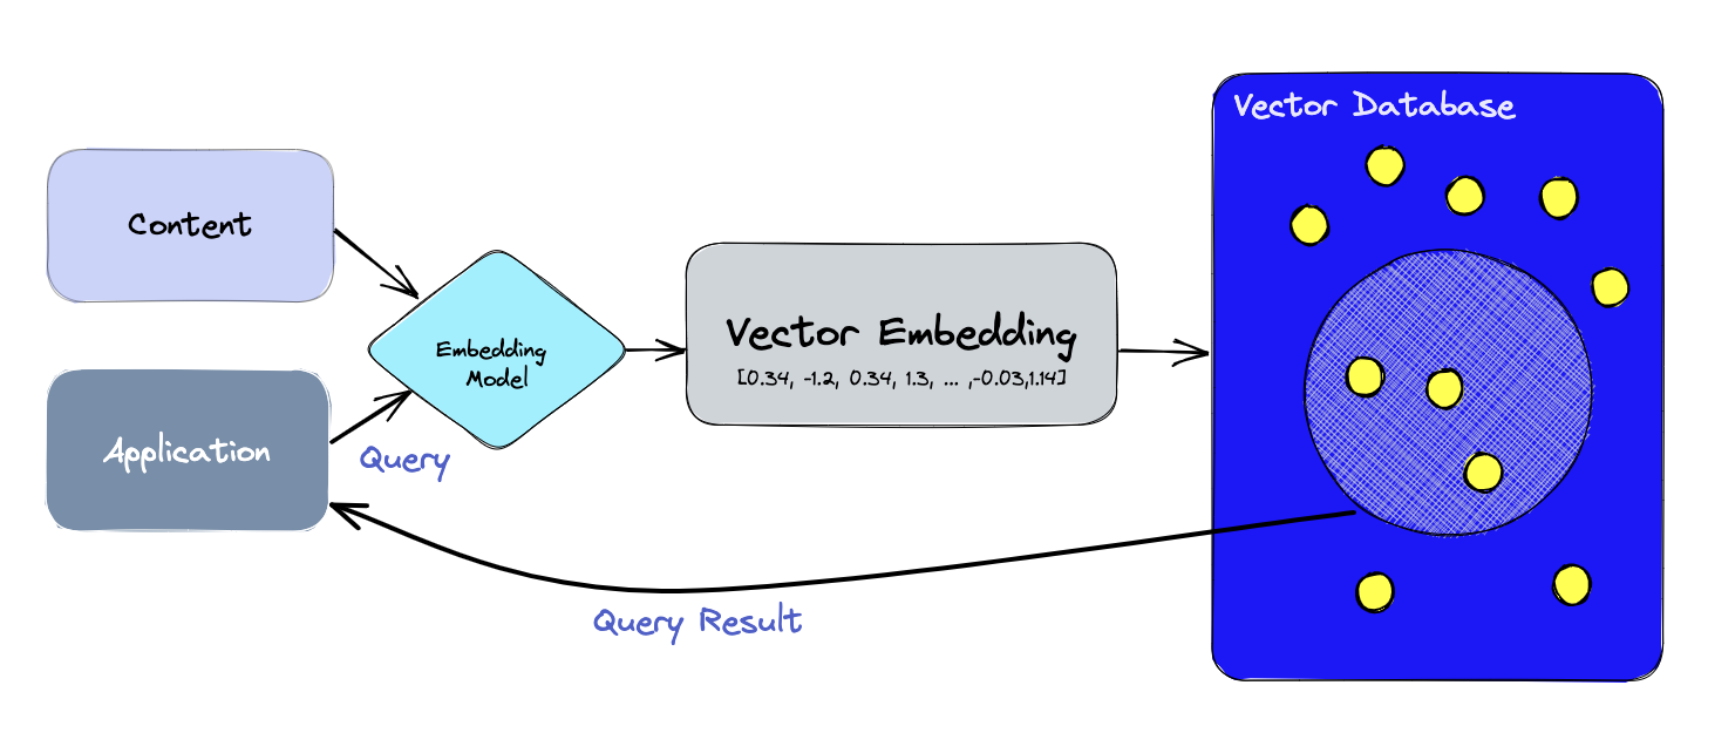 Vector Database
Content
Embedding
Model
Vector Embedding
[0.34, -1.2, 0.34, 1.3, ... ,-0.03,1.14]
Application
Query
Query Result